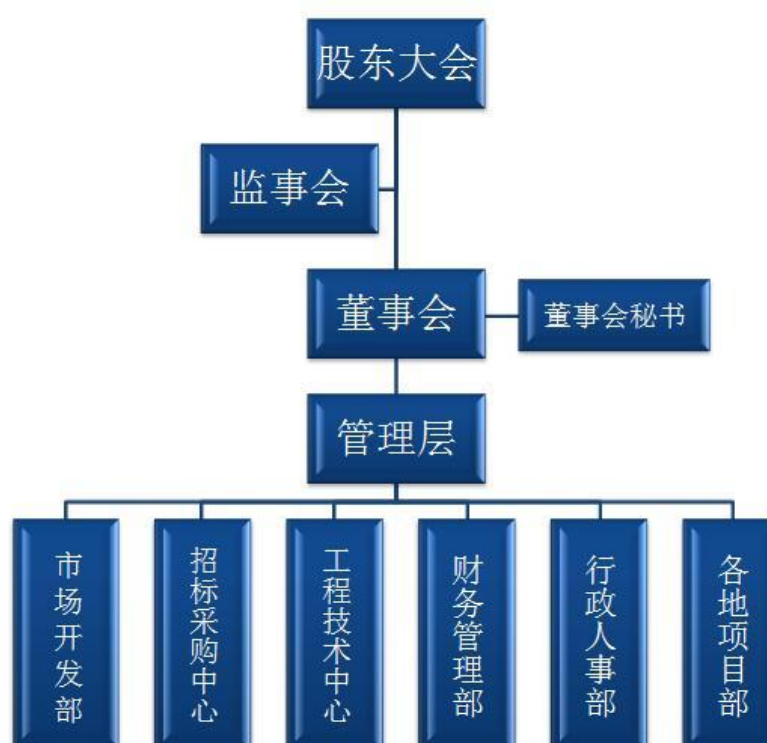 股东大会
监事会
董事会
董事会秘书
管理层
市场开发部
招标采购中心
工程技术中心
财务管理部
行政人事部
各地项目部